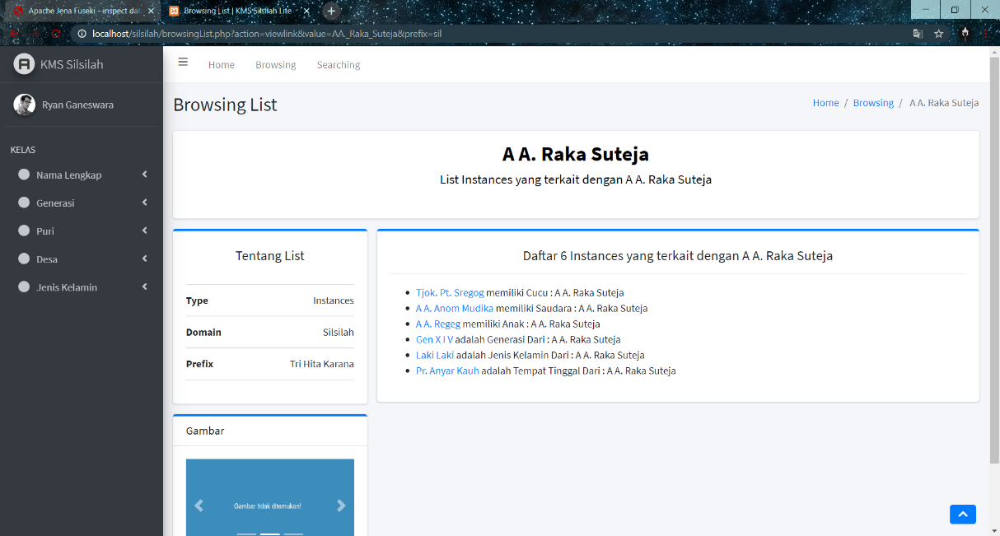 Apache Jena Fuseki - inspect dat
Browsing List | KMS Silsilah Lite
localhost/silsilah/browsingList.php?action=viewlink&value=AA._Raka_Suteja&prefix=sil
KMS Silsilah
Home Browsing Searching
Ryan Ganeswara
Browsing List
Home / Browsing / A A. Raka Suteja
KELAS
Nama Lengkap
Generasi
Puri
Desa
Jenis Kelamin
A A. Raka Suteja
List Instances yang terkait dengan A A. Raka Suteja
Tentang List
Type Instances
Domain Silsilah
Prefix Tri Hita Karana
Daftar 6 Instances yang terkait dengan A A. Raka Suteja
Tjok. Pt. Sregog memiliki Cucu : A A. Raka Suteja
A A. Anom Mudika memiliki Saudara : A A. Raka Suteja
A A. Regeg memiliki Anak : A A. Raka Suteja
Gen X I V adalah Generasi Dari : A A. Raka Suteja
Laki Laki adalah Jenis Kelamin Dari : A A. Raka Suteja
Pr. Anyar Kauh adalah Tempat Tinggal Dari : A A. Raka Suteja
Gambar
Gambar tidak ditemukan!